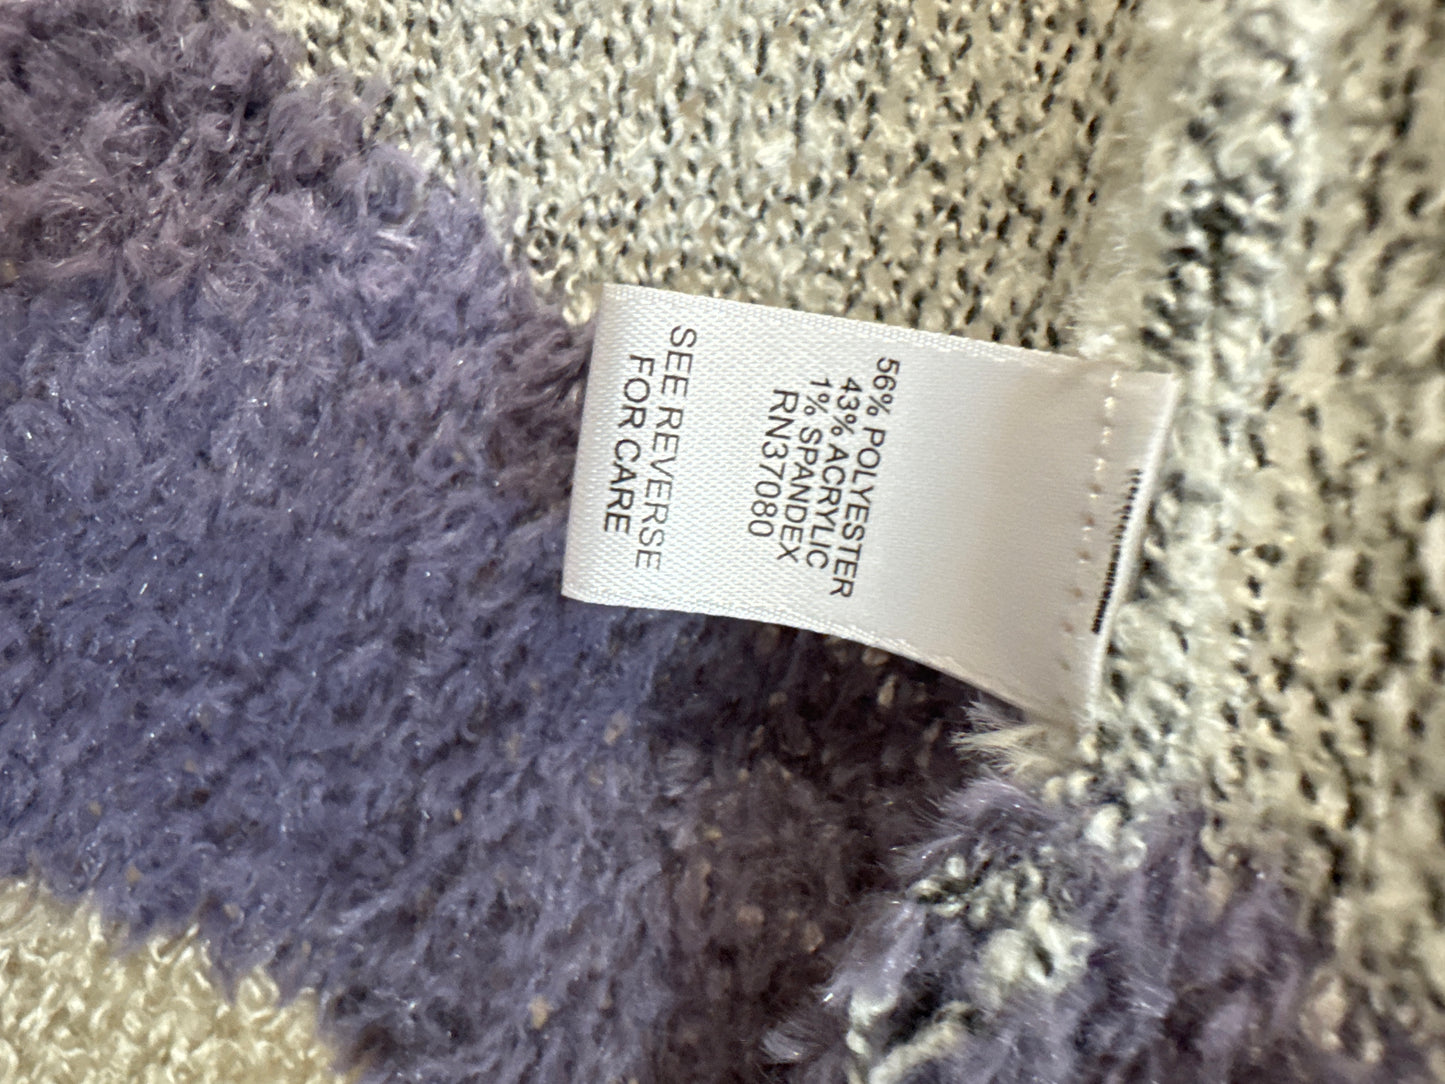 56% POLYESTER
43% ACRYLIC
1% SPANDEX
RN37080
SEE REVERSE
FOR CARE